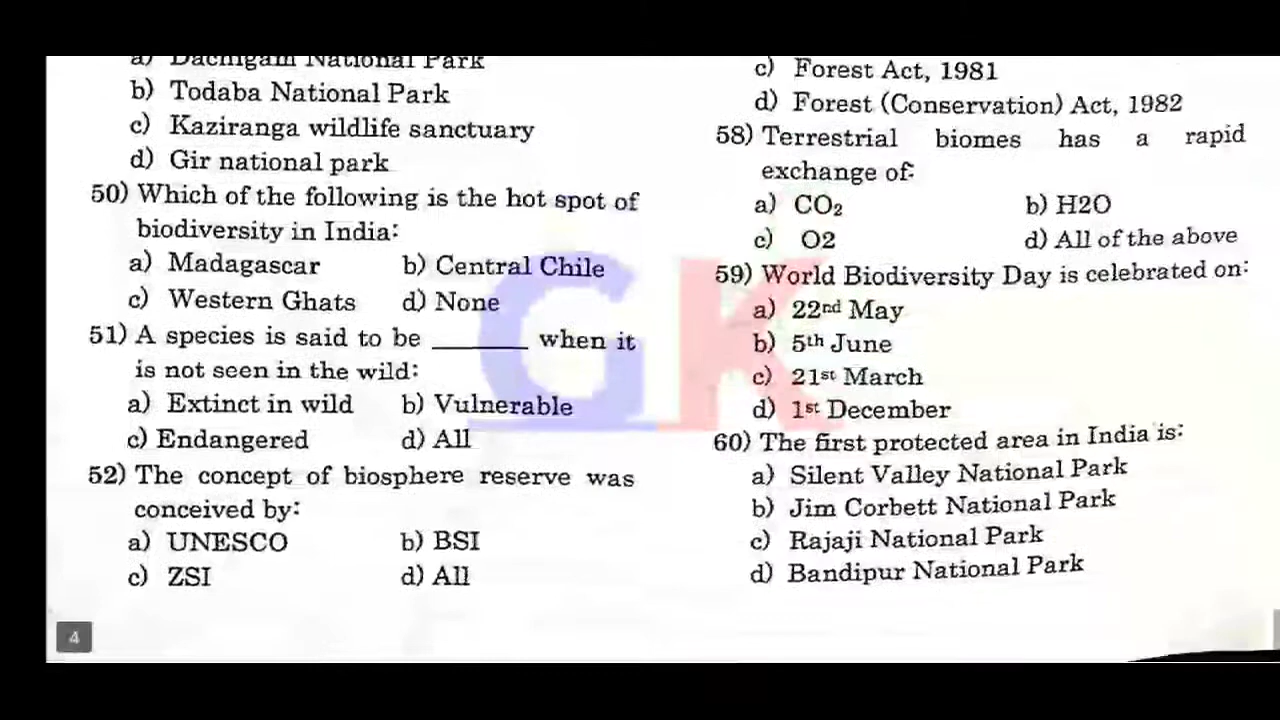 a) Dachigam National Park
b) Todaba National Park
c) Kaziranga wildlife sanctuary
d) Gir national park
50) Which of the following is the hot spot of
biodiversity in India:
a) Madagascar b) Central Chile
c) Western Ghats d) None
51) A species is said to be ________ when it
is not seen in the wild:
a) Extinct in wild b) Vulnerable
c) Endangered d) All
52) The concept of biosphere reserve was
conceived by:
a) UNESCO b) BSI
c) ZSI d) All
4
c) Forest Act, 1981
d) Forest (Conservation) Act, 1982
58) Terrestrial biomes has a rapid
exchange of:
a) CO₂ b) H2O
c) O2 d) All of the above
59) World Biodiversity Day is celebrated on:
a) 22nd May
b) 5th June
c) 21st March
d) 1st December
60) The first protected area in India is:
a) Silent Valley National Park
b) Jim Corbett National Park
c) Rajaji National Park
d) Bandipur National Park
GK